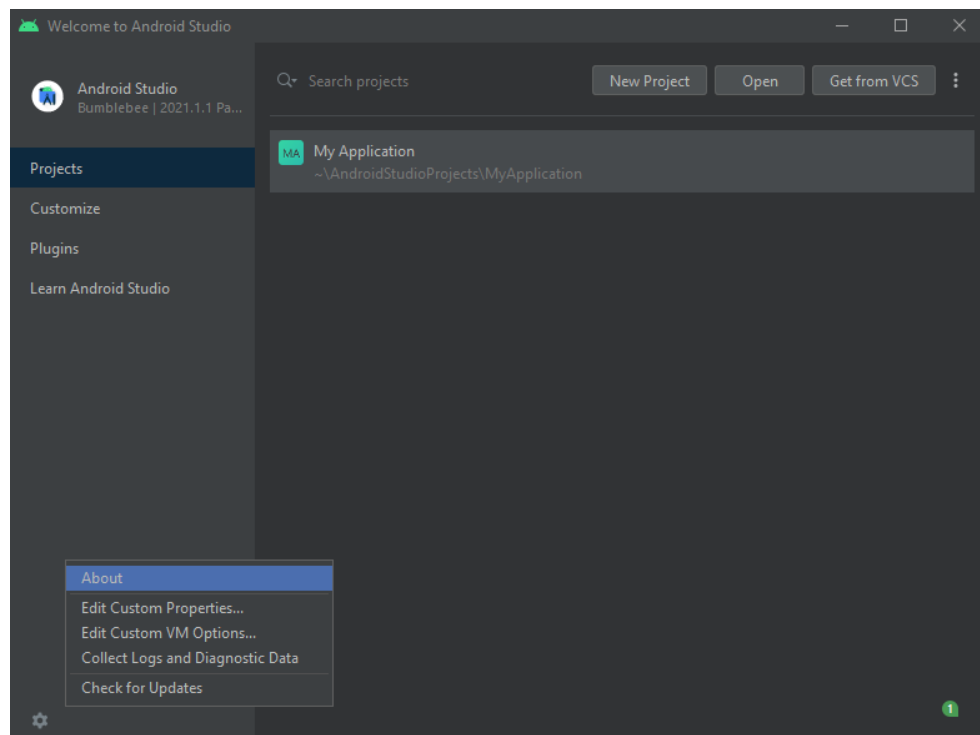 Welcome to Android Studio
Android Studio
Bumblebee | 2021.1.1 Pa...
Search projects
New Project
Open
Get from VCS
Projects
Customize
Plugins
Learn Android Studio
MA
My Application
~\AndroidStudioProjects\MyApplication
About
Edit Custom Properties...
Edit Custom VM Options...
Collect Logs and Diagnostic Data
Check for Updates
1